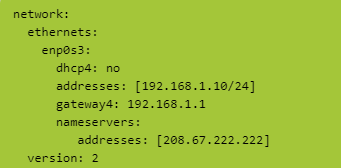 network:
  ethernets:
    enp0s3:
      dhcp4: no
      addresses: [192.168.1.10/24]
      gateway4: 192.168.1.1
      nameservers:
        addresses: [208.67.222.222]
  version: 2